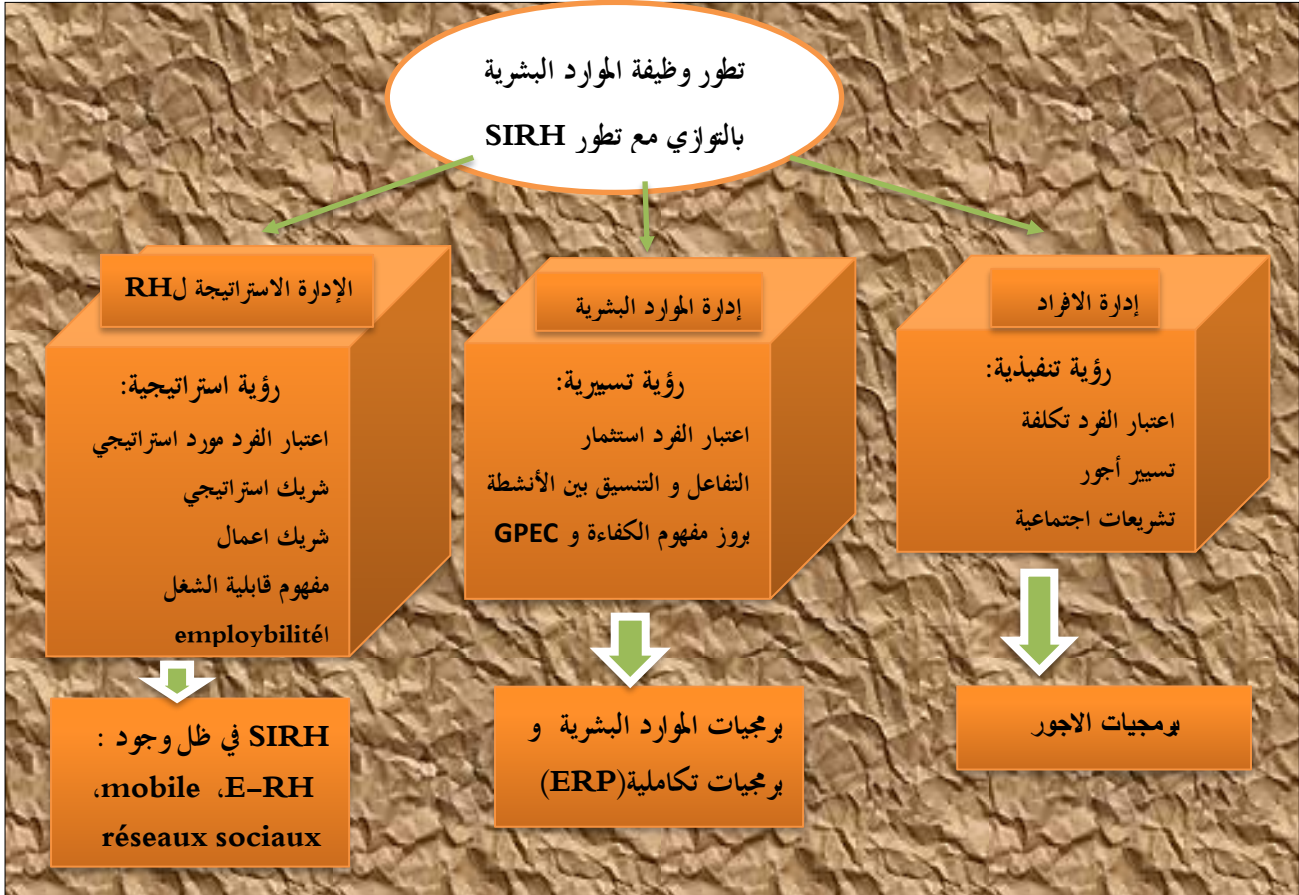 تطور وظيفة الموارد البشرية
بالتوازي مع تطور SIRH
إدارة الافراد
رؤية تنفيذية:
اعتبار الفرد تكلفة
تسيير أجور
تشريعات اجتماعية
برمجيات الاجور
إدارة الموارد البشرية
رؤية تسييرية:
اعتبار الفرد استثمار
التفاعل و التنسيق بين الأنشطة
بروز مفهوم الكفاءة و GPEC
برمجيات الموارد البشرية و
برمجيات تكاملية(ERP)
الإدارة الاستراتيجة لRH
رؤية استراتيجية:
اعتبار الفرد مورد استراتيجي
شريك استراتيجي
شريك اعمال
مفهوم قابلية الشغل
اemploybilité
SIRH في ظل وجود :
E-RH، mobile،
réseaux sociaux